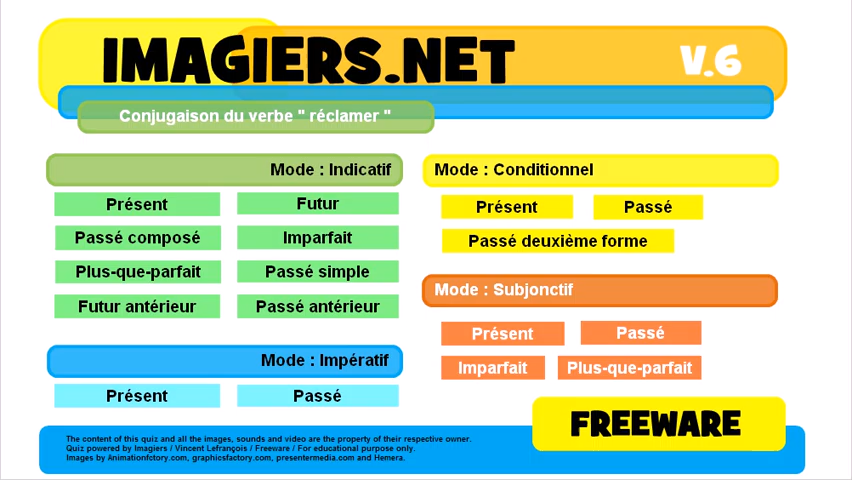 IMAGIERS.NET
V.6
Conjugaison du verbe " réclamer "
Mode : Indicatif
Présent
Futur
Passé composé
Imparfait
Plus-que-parfait
Passé simple
Futur antérieur
Passé antérieur
Mode : Impératif
Présent
Passé
Mode : Conditionnel
Présent
Passé
Passé deuxième forme
Mode : Subjonctif
Présent
Passé
Imparfait
Plus-que-parfait
FREEWARE
The content of this quiz and all the images, sounds and video are the property of their respective owner.
Quiz powered by Imagiers / Vincent Lefrançois / Freeware / For educational purpose only.
Images by Animationfctory.com, graphicsfactory.com, presentermedia.com and Hemera.